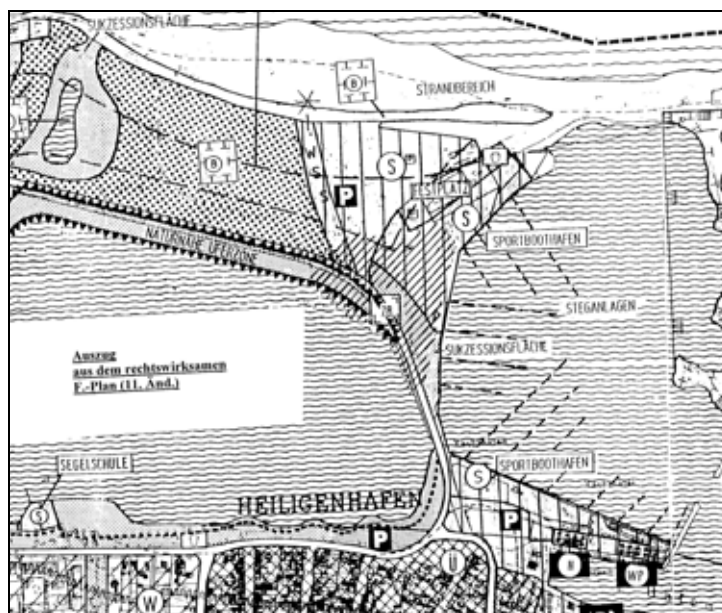 SUKZESSIONSFLÄCHE
B
STRANDBEREICH
B
WSS
P
S
FESTPLATZ
S
NATURNAHE UFERZONE
SPORTBOOTHAFEN
STEGANLAGEN
Auszug
aus dem rechtswirksamen
F.-Plan (11. Änd.)
SUKZESSIONSFLÄCHE
SEGELSCHULE
S
HEILIGENHAFEN
S
SPORTBOOTHAFEN
P
P
Ü
W
WP